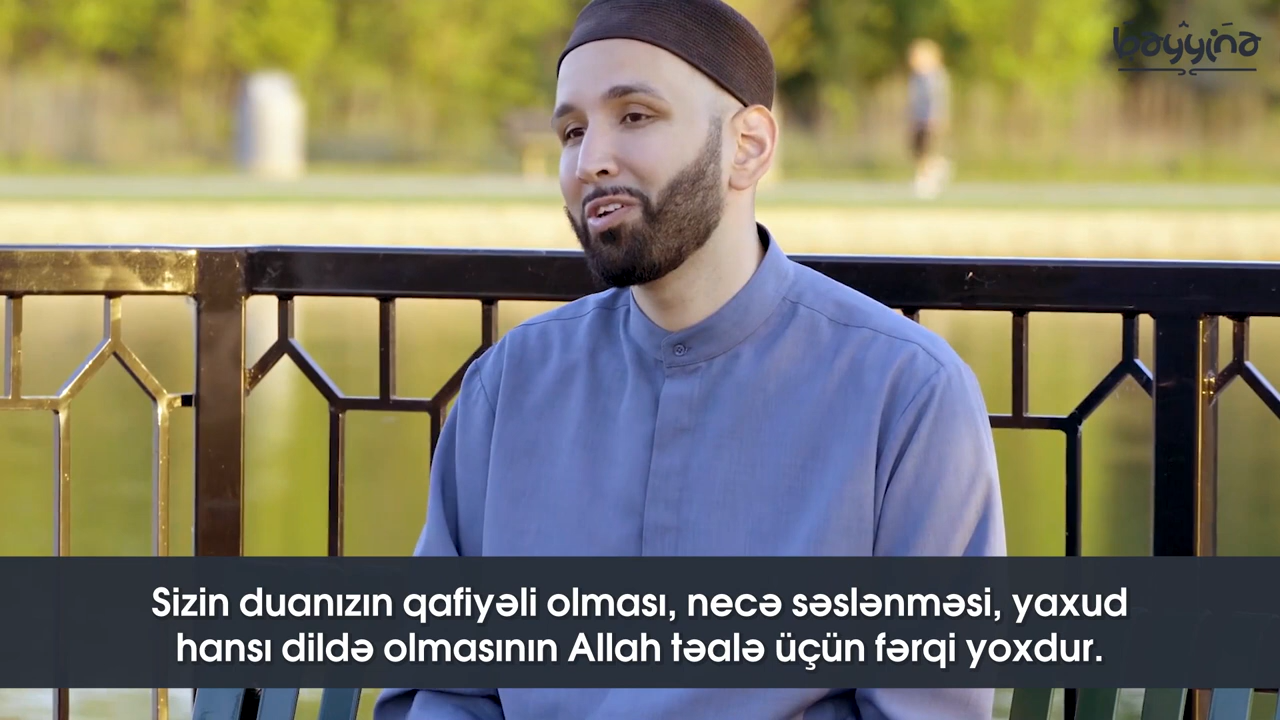 bayyina
Sizin duanızın qafiyəli olması, necə səslənməsi, yaxud
hansı dildə olmasının Allah təalə üçün fərqi yoxdur.